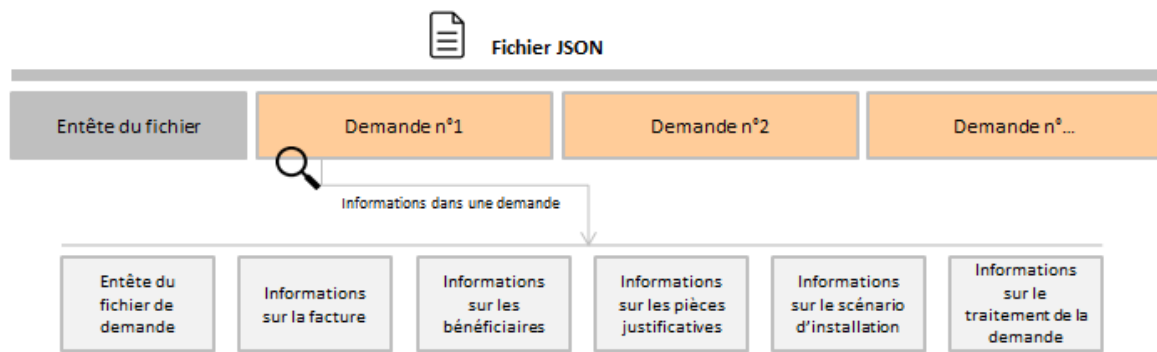 Fichier JSON
Entête du fichier
Demande n°1
Demande n°2
Demande n°...
Informations dans une demande
Entête du
fichier de
demande
Informations
sur la facture
Informations
sur les
bénéficiaires
Informations
sur les pièces
justificatives
Informations
sur le scénario
d'installation
Informations
sur le
traitement de la
demande